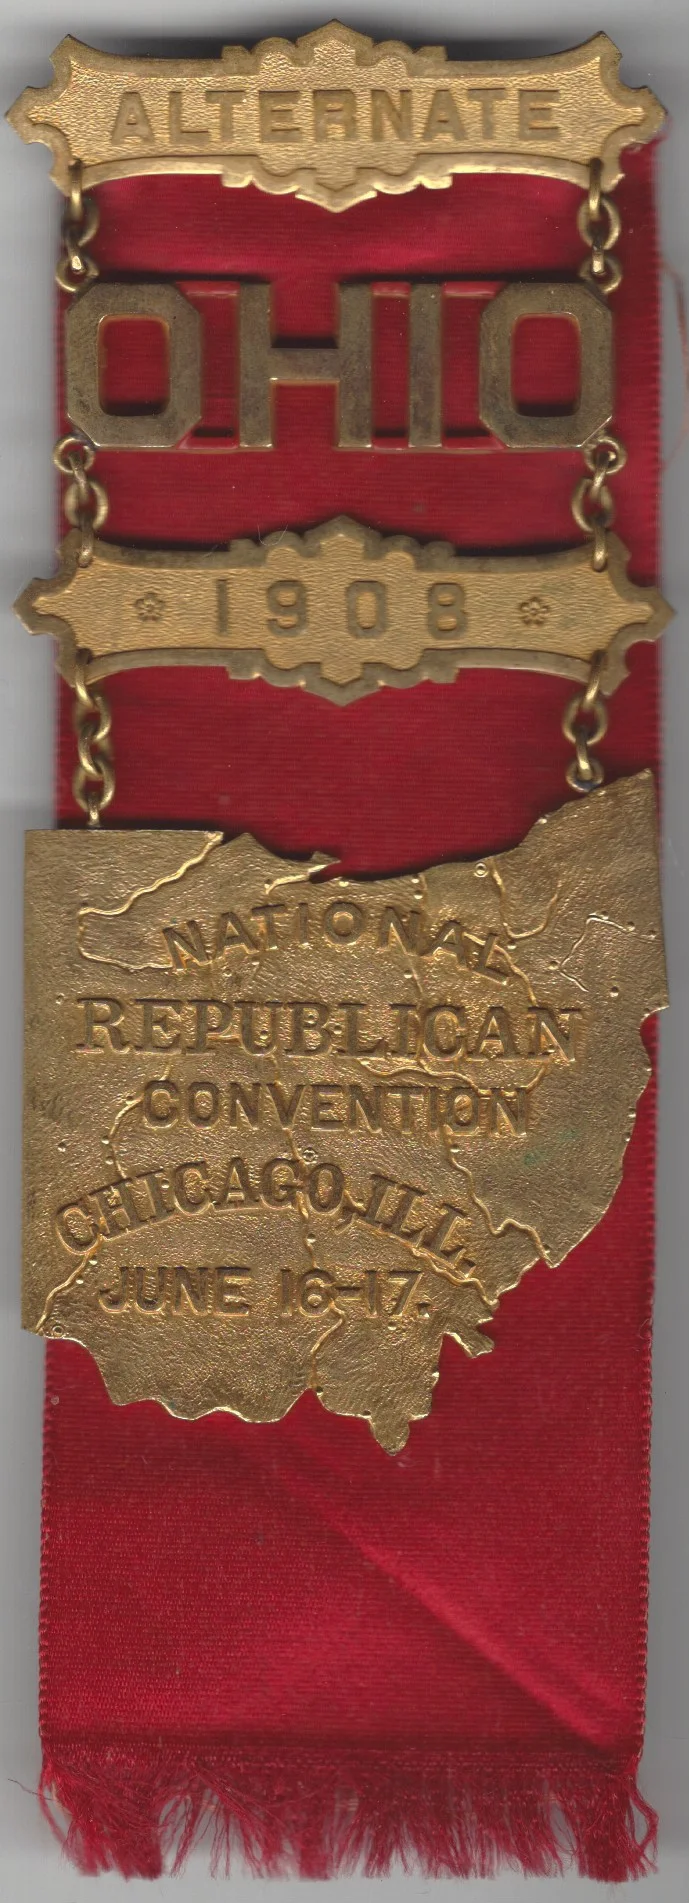 ALTERNATE
OHIO
1908
NATIONAL
REPUBLICAN
CONVENTION
CHICAGO, ILL.
JUNE 16-17.